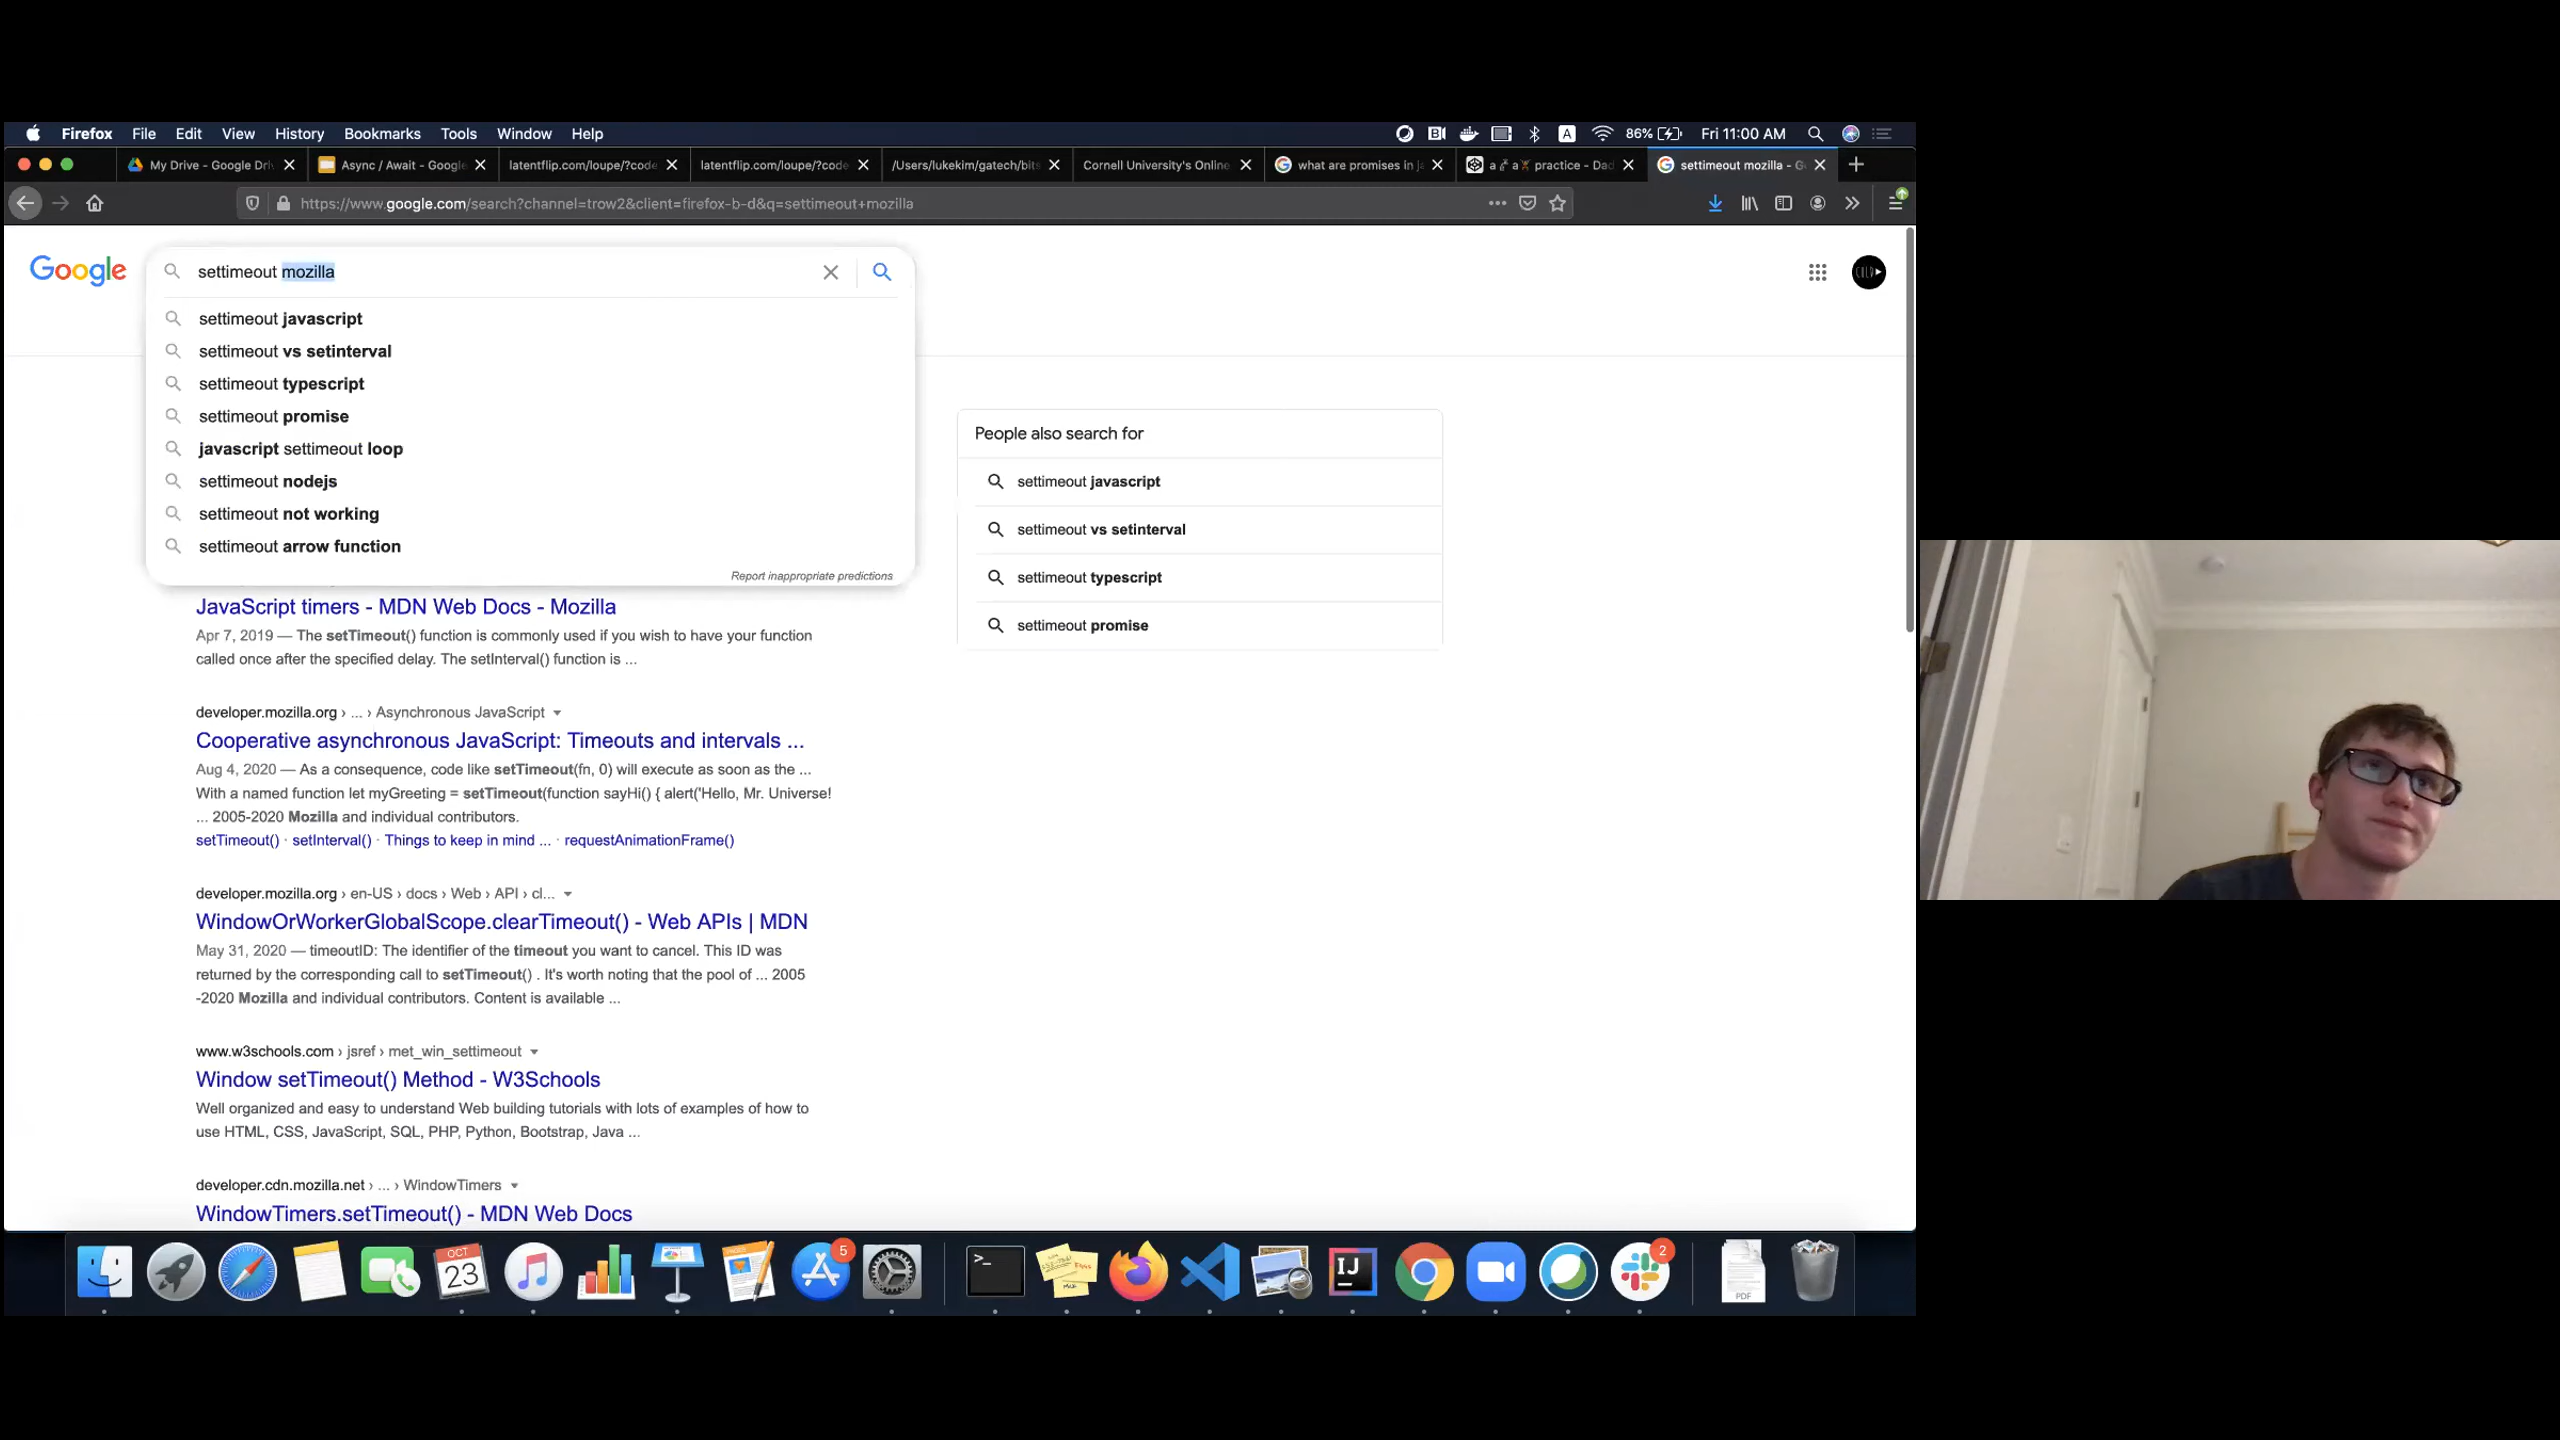 Firefox File Edit View History Bookmarks Tools Window Help
86% Fri 11:00 AM
My Drive - Google Dri
Async / Await - Google
latentflip.com/loupe/?code
latentflip.com/loupe/?code
/Users/lukekim/gatech/bits
Cornell University's Online
what are promises in j
practice - Dad
settimeout mozilla - G
https://www.google.com/search?channel=trow2&client=firefox-b-d&q=settimeout+mozilla
Google
settimeout mozilla
settimeout javascript
settimeout vs setinterval
settimeout typescript
settimeout promise
javascript settimeout loop
settimeout nodejs
settimeout not working
settimeout arrow function
Report inappropriate predictions
People also search for
settimeout javascript
settimeout vs setinterval
settimeout typescript
settimeout promise
JavaScript timers - MDN Web Docs - Mozilla
Apr 7, 2019 — The setTimeout() function is commonly used if you wish to have your function
called once after the specified delay. The setInterval() function is ...
developer.mozilla.org › ... › Asynchronous JavaScript
Cooperative asynchronous JavaScript: Timeouts and intervals ...
Aug 4, 2020 — As a consequence, code like setTimeout(fn, 0) will execute as soon as the ...
With a named function let myGreeting = setTimeout(function sayHi() { alert('Hello, Mr. Universe!
... 2005-2020 Mozilla and individual contributors.
setTimeout() · setInterval() · Things to keep in mind ... · requestAnimationFrame()
developer.mozilla.org › en-US › docs › Web › API › cl...
WindowOrWorkerGlobalScope.clearTimeout() - Web APIs | MDN
May 31, 2020 — timeoutID: The identifier of the timeout you want to cancel. This ID was
returned by the corresponding call to setTimeout() . It's worth noting that the pool of ... 2005
-2020 Mozilla and individual contributors. Content is available ...
www.w3schools.com › jsref › met_win_settimeout
Window setTimeout() Method - W3Schools
Well organized and easy to understand Web building tutorials with lots of examples of how to
use HTML, CSS, JavaScript, SQL, PHP, Python, Bootstrap, Java ...
developer.cdn.mozilla.net › ... › WindowTimers
WindowTimers.setTimeout() - MDN Web Docs
OCT
23
5
IJ
2
PDF